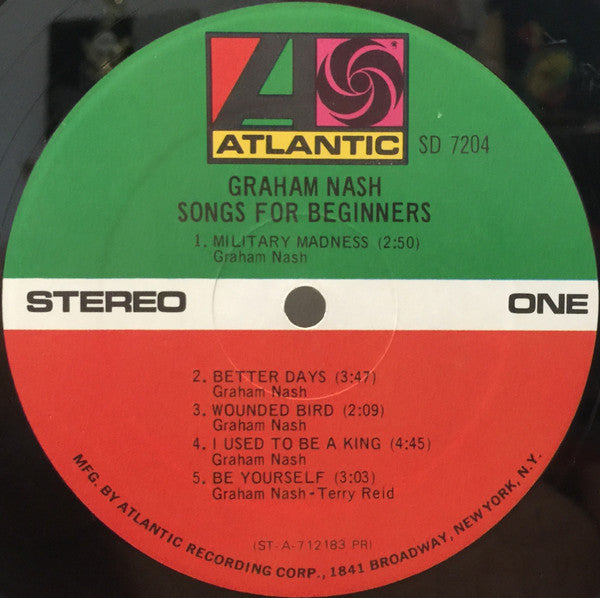 ATLANTIC
SD 7204
GRAHAM NASH
SONGS FOR BEGINNERS
1. MILITARY MADNESS (2:50)
Graham Nash
STEREO
ONE
2. BETTER DAYS (3:47)
Graham Nash
3. WOUNDED BIRD (2:09)
Graham Nash
4. I USED TO BE A KING (4:45)
Graham Nash
5. BE YOURSELF (3:03)
Graham Nash-Terry Reid
(ST-A-712183 PR)
MFG. BY ATLANTIC RECORDING CORP., 1841 BROADWAY, NEW YORK, N.Y.